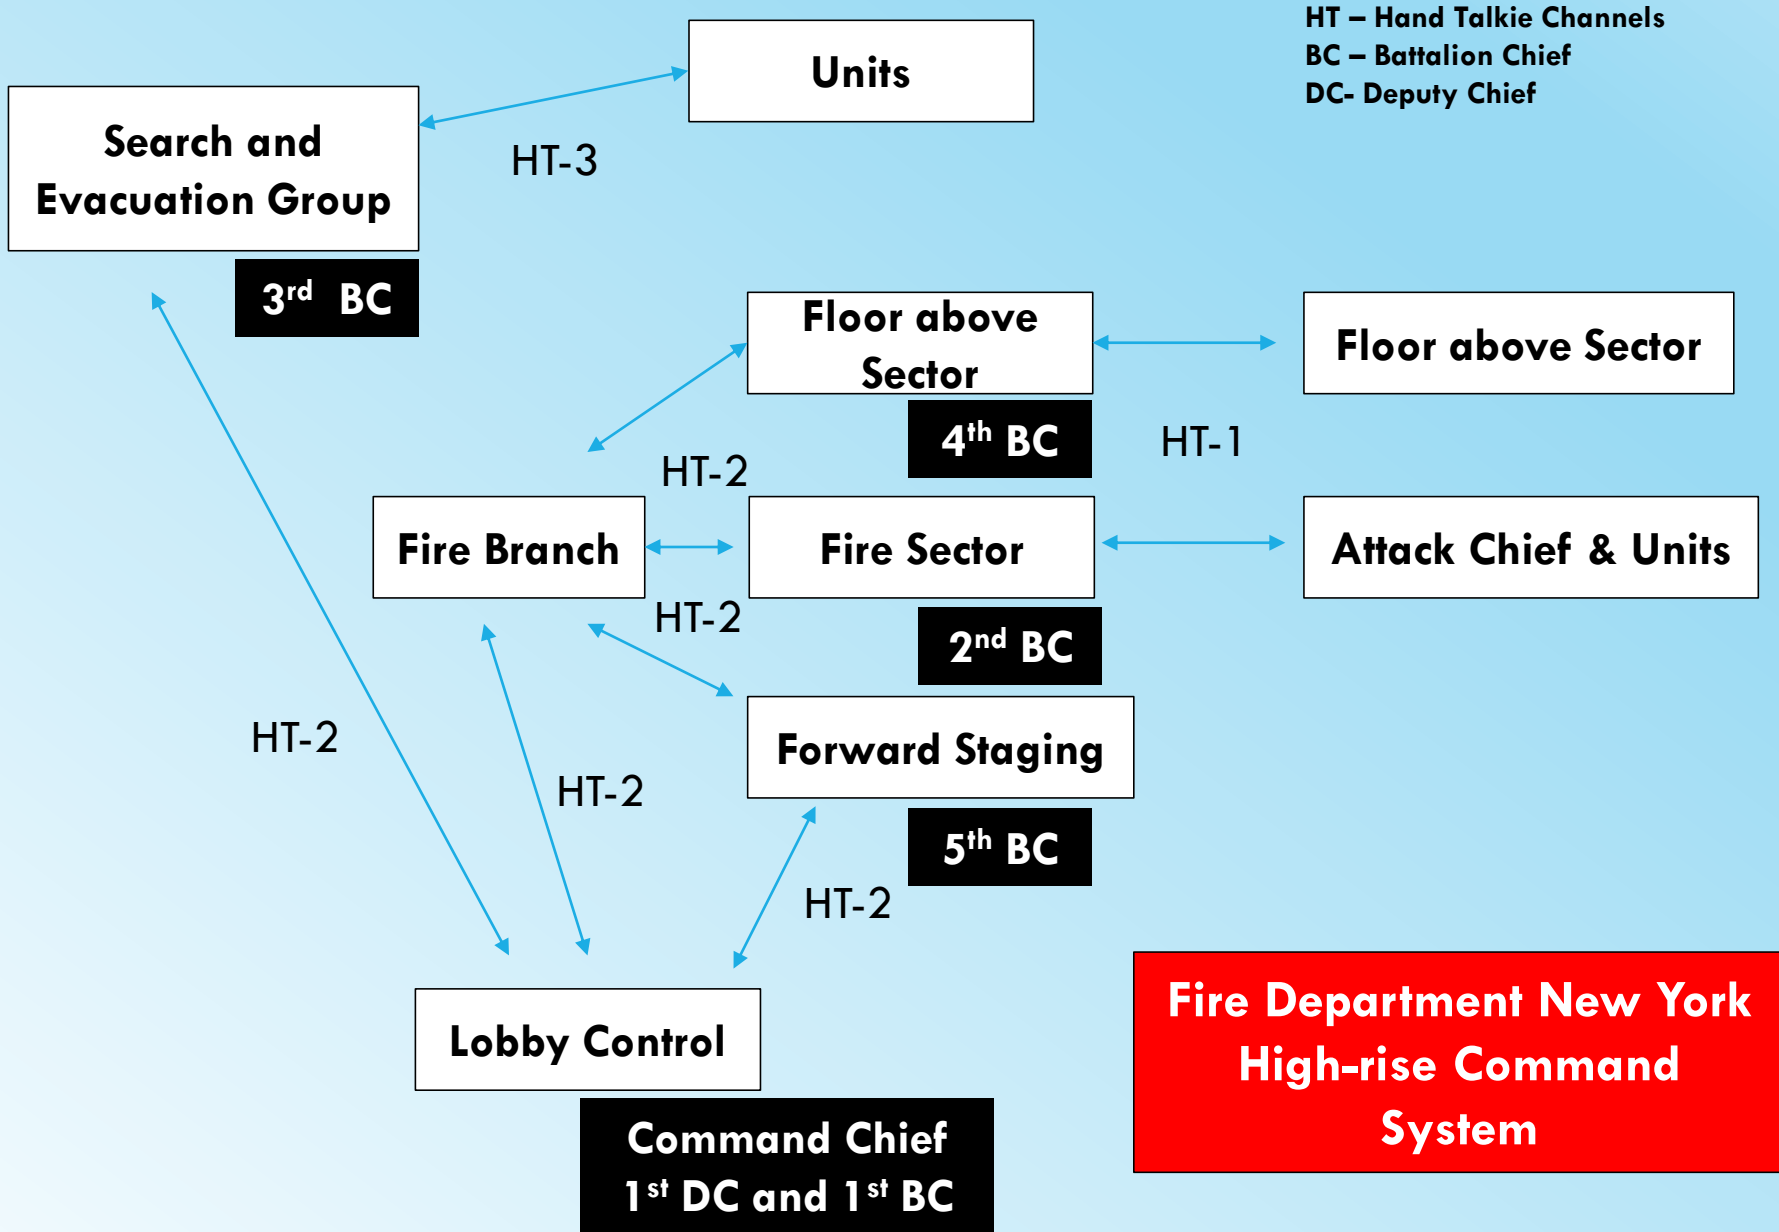 HT – Hand Talkie Channels
BC – Battalion Chief
DC- Deputy Chief
Units
Search and
Evacuation Group
HT-3
3rd BC
Floor above
Sector
Floor above Sector
4th BC
HT-1
HT-2
Fire Branch
Fire Sector
Attack Chief & Units
HT-2
2nd BC
HT-2
Forward Staging
HT-2
5th BC
HT-2
Lobby Control
Fire Department New York
High-rise Command
System
Command Chief
1st DC and 1st BC